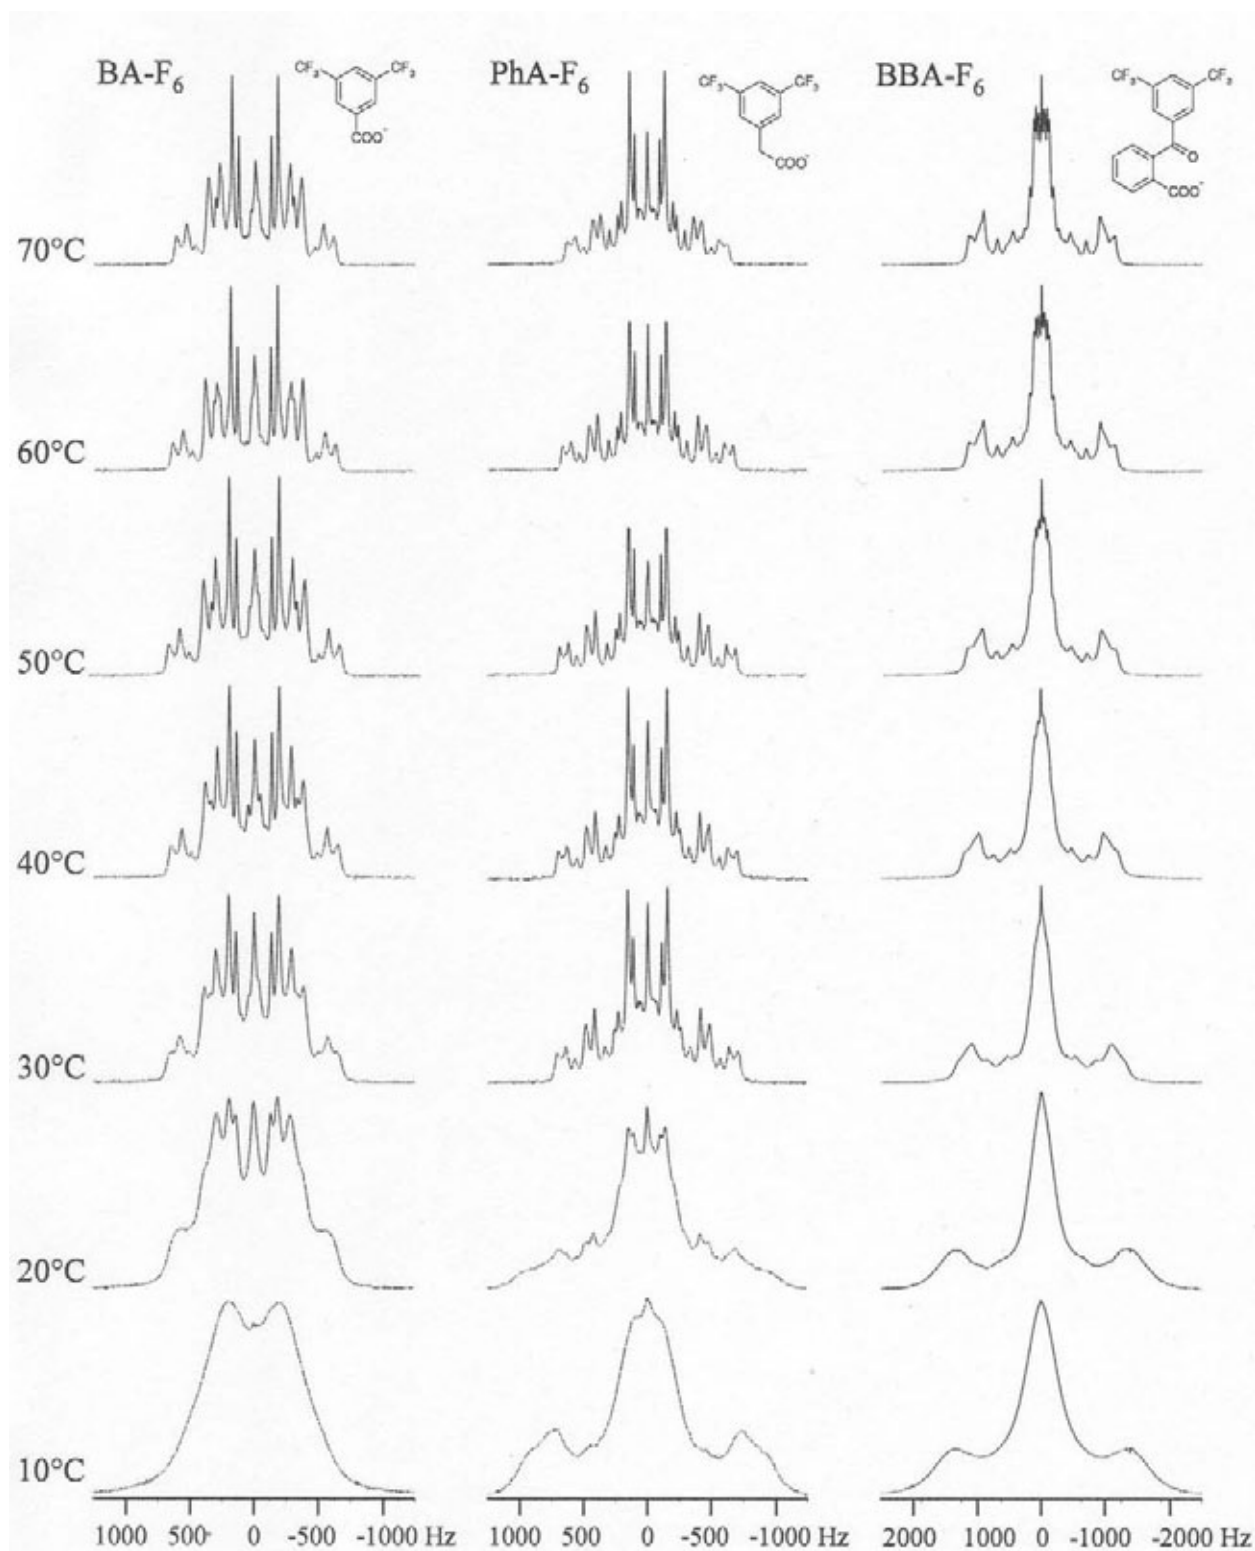 BA-F₆ PhA-F₆ BBA-F₆
CF₃ CF₃ CF₃ CF₃ CF₃ CF₃
COO⁻ COO⁻ O
COO⁻
70°C
60°C
50°C
40°C
30°C
20°C
10°C
1000 500 0 -500 -1000 Hz 1000 500 0 -500 -1000 Hz 2000 1000 0 -1000 -2000 Hz